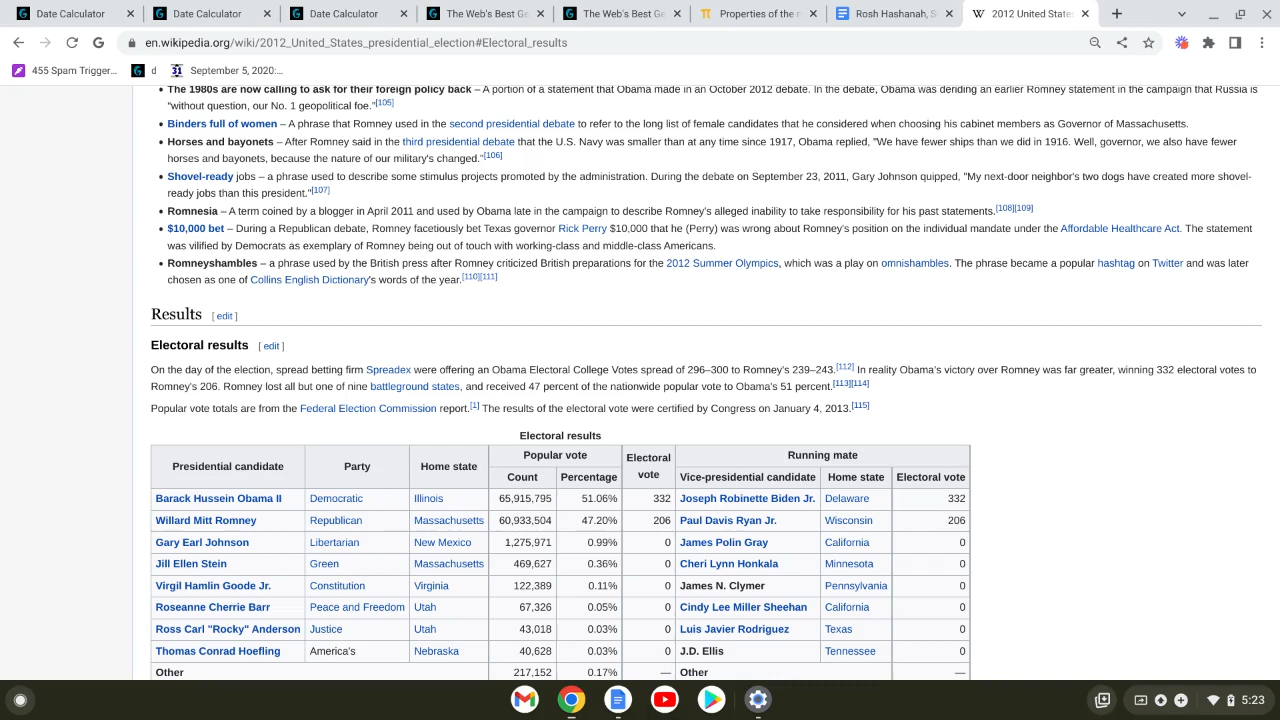 Date Calculator
Date Calculator
Date Calculator
The Web's Best Ge
The Web's Best Ge
Properties of the
Rosh Hashanah, S
2012 United States
en.wikipedia.org/wiki/2012_United_States_presidential_election#Electoral_results
455 Spam Trigger...
d
31
September 5, 2020:...
• The 1980s are now calling to ask for their foreign policy back – A portion of a statement that Obama made in an October 2012 debate. In the debate, Obama was deriding an earlier Romney statement in the campaign that Russia is
"without question, our No. 1 geopolitical foe."[105]
• Binders full of women – A phrase that Romney used in the second presidential debate to refer to the long list of female candidates that he considered when choosing his cabinet members as Governor of Massachusetts.
• Horses and bayonets – After Romney said in the third presidential debate that the U.S. Navy was smaller than at any time since 1917, Obama replied, "We have fewer ships than we did in 1916. Well, governor, we also have fewer
horses and bayonets, because the nature of our military's changed."[106]
• Shovel-ready jobs – a phrase used to describe some stimulus projects promoted by the administration. During the debate on September 23, 2011, Gary Johnson quipped, "My next-door neighbor's two dogs have created more shovel-
ready jobs than this president."[107]
• Romnesia – A term coined by a blogger in April 2011 and used by Obama late in the campaign to describe Romney's alleged inability to take responsibility for his past statements.[108][109]
• $10,000 bet – During a Republican debate, Romney facetiously bet Texas governor Rick Perry $10,000 that he (Perry) was wrong about Romney's position on the individual mandate under the Affordable Healthcare Act. The statement
was vilified by Democrats as exemplary of Romney being out of touch with working-class and middle-class Americans.
• Romneyshambles – a phrase used by the British press after Romney criticized British preparations for the 2012 Summer Olympics, which was a play on omnishambles. The phrase became a popular hashtag on Twitter and was later
chosen as one of Collins English Dictionary's words of the year.[110][111]
Results [ edit ]
Electoral results [ edit ]
On the day of the election, spread betting firm Spreadex were offering an Obama Electoral College Votes spread of 296–300 to Romney's 239–243.[112] In reality Obama's victory over Romney was far greater, winning 332 electoral votes to
Romney's 206. Romney lost all but one of nine battleground states, and received 47 percent of the nationwide popular vote to Obama's 51 percent.[113][114]
Popular vote totals are from the Federal Election Commission report.[1] The results of the electoral vote were certified by Congress on January 4, 2013.[115]
Electoral results
Presidential candidate Party Home state Popular vote Electoral vote Running mate
Count Percentage Vice-presidential candidate Home state Electoral vote
Barack Hussein Obama II Democratic Illinois 65,915,795 51.06% 332 Joseph Robinette Biden Jr. Delaware 332
Willard Mitt Romney Republican Massachusetts 60,933,504 47.20% 206 Paul Davis Ryan Jr. Wisconsin 206
Gary Earl Johnson Libertarian New Mexico 1,275,971 0.99% 0 James Polin Gray California 0
Jill Ellen Stein Green Massachusetts 469,627 0.36% 0 Cheri Lynn Honkala Minnesota 0
Virgil Hamlin Goode Jr. Constitution Virginia 122,389 0.11% 0 James N. Clymer Pennsylvania 0
Roseanne Cherrie Barr Peace and Freedom Utah 67,326 0.05% 0 Cindy Lee Miller Sheehan California 0
Ross Carl "Rocky" Anderson Justice Utah 43,018 0.03% 0 Luis Javier Rodriguez Texas 0
Thomas Conrad Hoefling America's Nebraska 40,628 0.03% 0 J.D. Ellis Tennessee 0
Other 217,152 0.17% — Other —
5:23